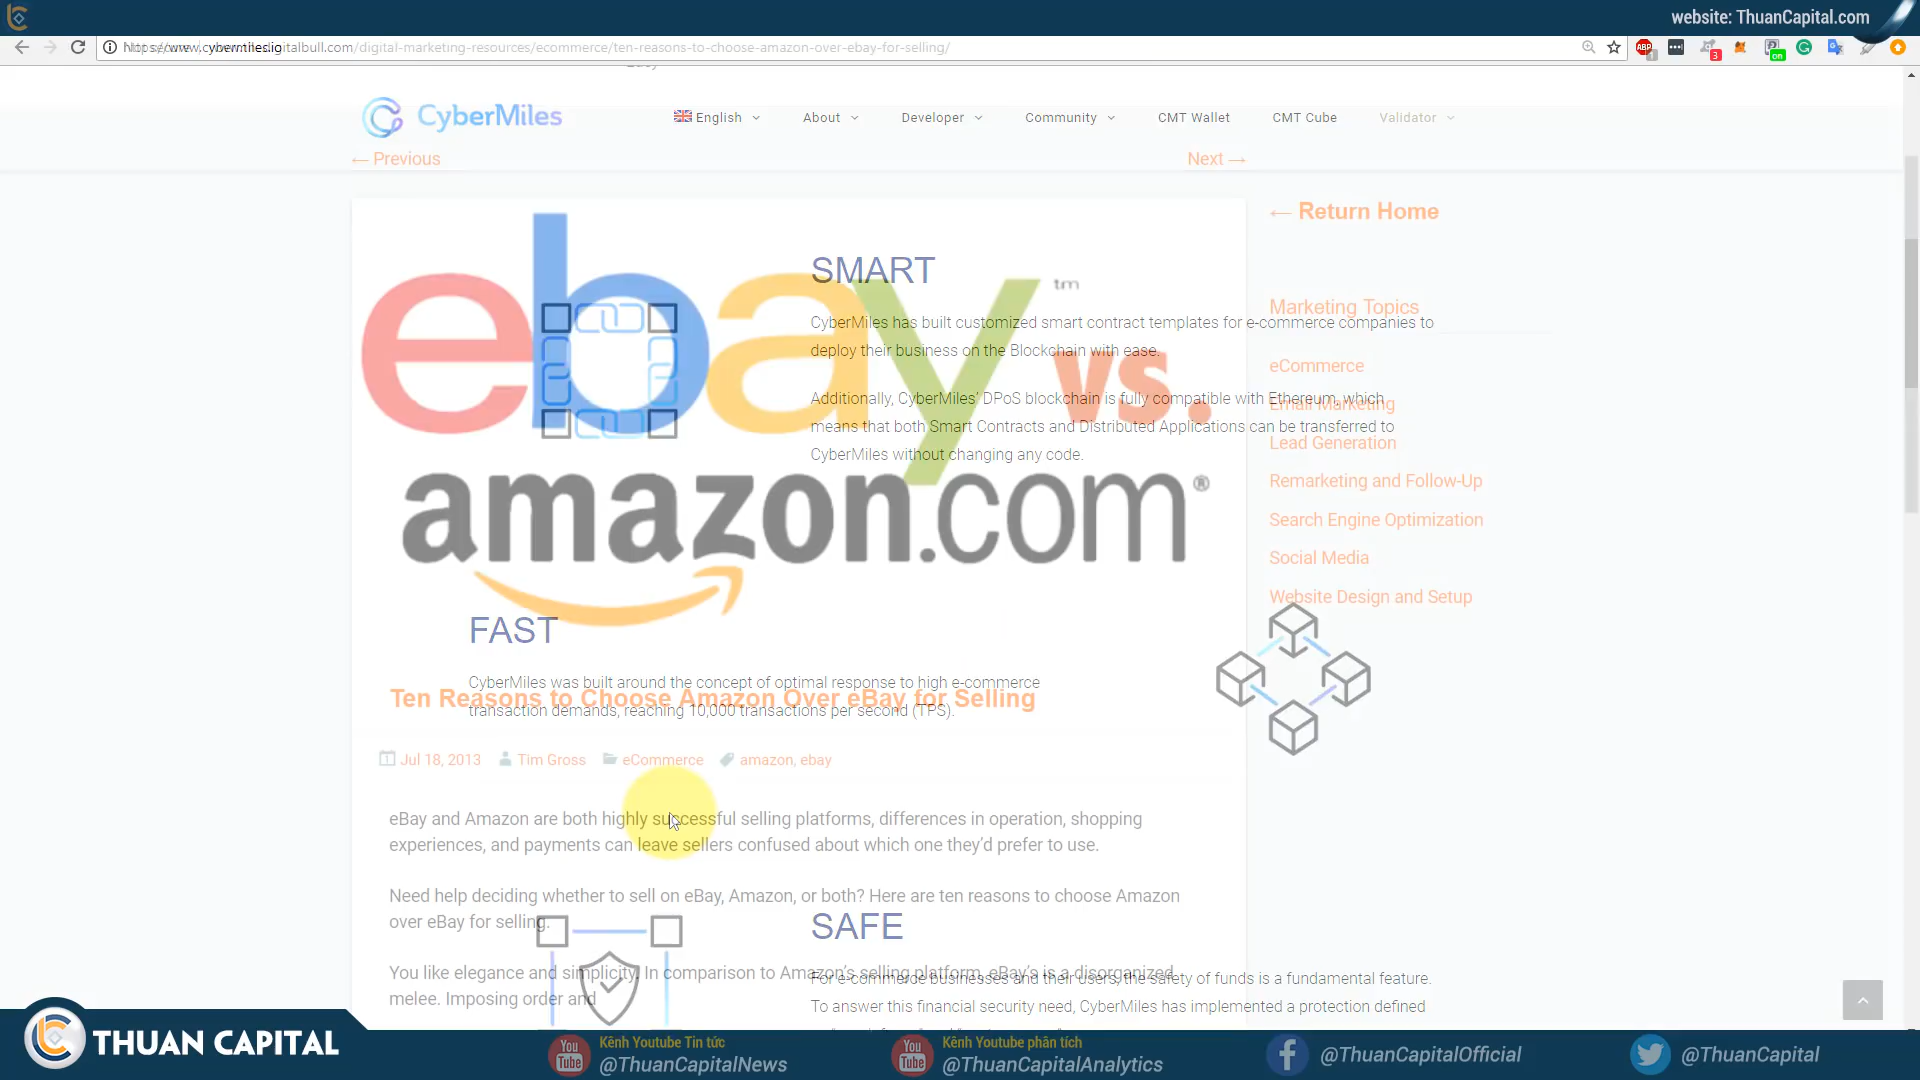 website: ThuanCapital.com
digitalbull.com/digital-marketing-resources/ecommerce/ten-reasons-to-choose-amazon-over-ebay-for-selling/
CyberMiles
English
About
Developer
Community
CMT Wallet
CMT Cube
Validator
← Previous
Next →
← Return Home
ebay
™
vs.
amazon.com
®
SMART
CyberMiles has built customized smart contract templates for e-commerce companies to
deploy their business on the Blockchain with ease.
Additionally, CyberMiles' DPoS blockchain is fully compatible with Ethereum, which
means that both Smart Contracts and Distributed Applications can be transferred to
CyberMiles without changing any code.
Marketing Topics
eCommerce
Email Marketing
Lead Generation
Remarketing and Follow-Up
Search Engine Optimization
Social Media
Website Design and Setup
FAST
CyberMiles was built around the concept of optimal response to high e-commerce
transaction demands, reaching 10,000 transactions per second (TPS).
Ten Reasons to Choose Amazon Over eBay for Selling
Jul 18, 2013
Tim Gross
eCommerce
amazon, ebay
eBay and Amazon are both highly successful selling platforms, differences in operation, shopping
experiences, and payments can leave sellers confused about which one they'd prefer to use.
Need help deciding whether to sell on eBay, Amazon, or both? Here are ten reasons to choose Amazon
over eBay for selling.
You like elegance and simplicity. In comparison to Amazon's selling platform, eBay's is a disorganized
melee. Imposing order and
SAFE
For e-commerce businesses and their users, the safety of funds is a fundamental feature.
To answer this financial security need, CyberMiles has implemented a protection defined
THUAN CAPITAL
You Tube
Kênh Youtube Tin tức
@ThuanCapitalNews
You Tube
Kênh Youtube phân tích
@ThuanCapitalAnalytics
@ThuanCapitalOfficial
@ThuanCapital
ABP
1
3
on